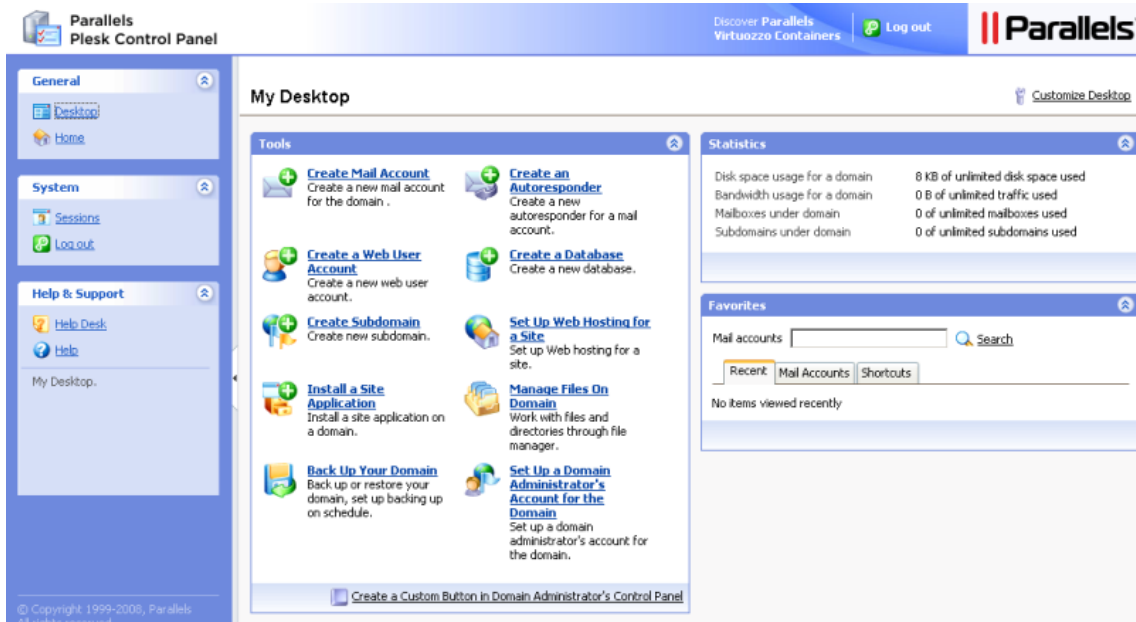 Parallels
Plesk Control Panel
Discover Parallels
Virtuozzo Containers
Log out
Parallels
General
Desktop
Home
System
Sessions
Log out
Help & Support
Help Desk
Help
My Desktop.
© Copyright 1999-2008, Parallels
All rights reserved
My Desktop
Customize Desktop
Tools
Create Mail Account
Create a new mail account
for the domain .
Create an
Autoresponder
Create a new
autoresponder for a mail
account.
Create a Web User
Account
Create a new web user
account.
Create a Database
Create a new database.
Create Subdomain
Create new subdomain.
Set Up Web Hosting for
a Site
Set up Web hosting for a
site.
Install a Site
Application
Install a site application on
a domain.
Manage Files On
Domain
Work with files and
directories through file
manager.
Back Up Your Domain
Back up or restore your
domain, set up backing up
on schedule.
Set Up a Domain
Administrator's
Account for the
Domain
Set up a domain
administrator's account for
the domain.
Create a Custom Button in Domain Administrator's Control Panel
Statistics
Disk space usage for a domain 8 KB of unlimited disk space used
Bandwidth usage for a domain 0 B of unlimited traffic used
Mailboxes under domain 0 of unlimited mailboxes used
Subdomains under domain 0 of unlimited subdomains used
Favorites
Mail accounts Search
Recent Mail Accounts Shortcuts
No items viewed recently